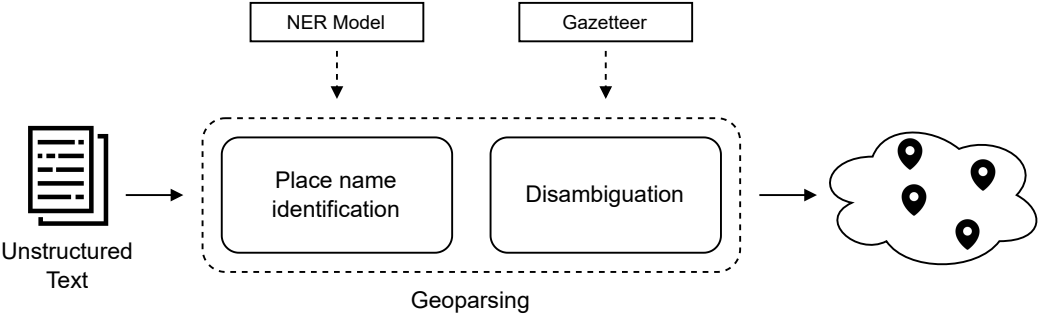 NER Model
Gazetteer
Place name
identification
Disambiguation
Unstructured
Text
Geoparsing